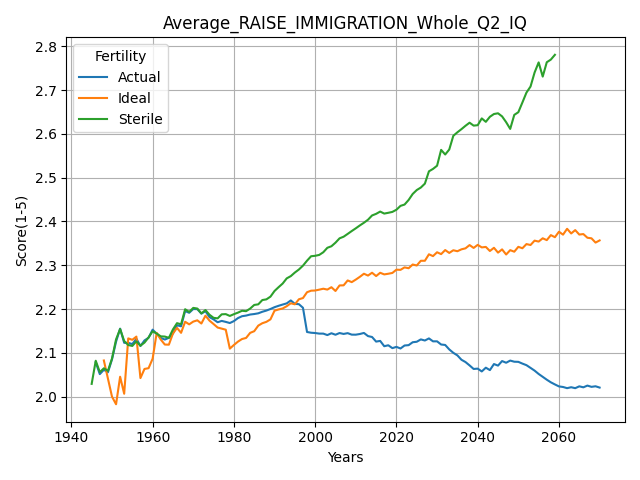 Average_RAISE_IMMIGRATION_Whole_Q2_IQ
Fertility
Actual
Ideal
Sterile
Score(1-5)
2.8
2.7
2.6
2.5
2.4
2.3
2.2
2.1
2.0
1940
1960
1980
2000
2020
2040
2060
Years